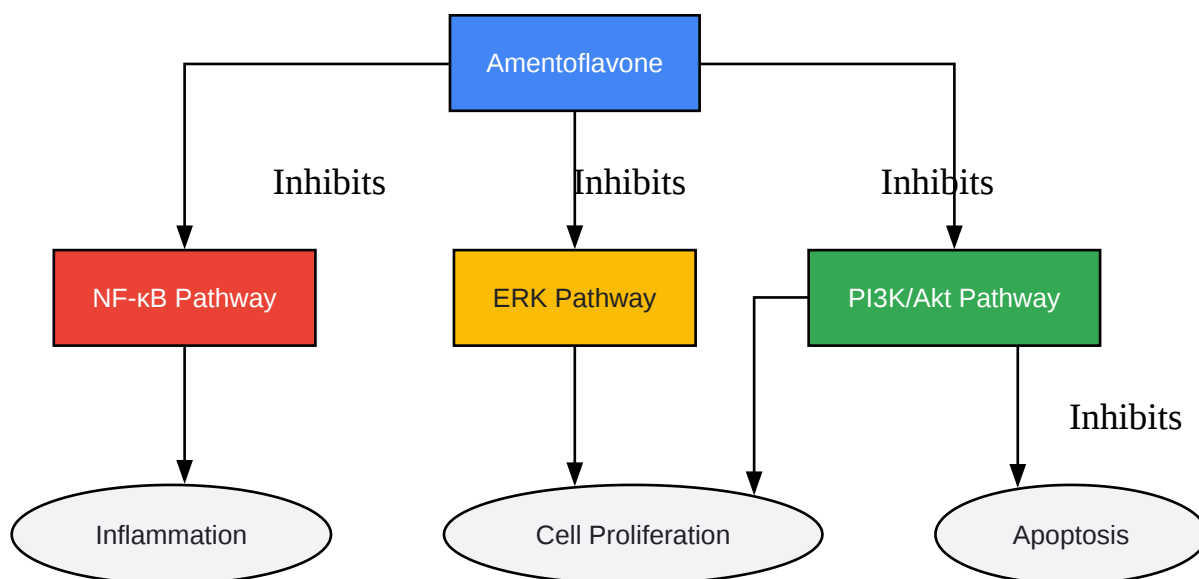 Amentoflavone
Inhibits
Inhibits
Inhibits
NF-κB Pathway
ERK Pathway
PI3K/Akt Pathway
Inhibits
Inflammation
Cell Proliferation
Apoptosis